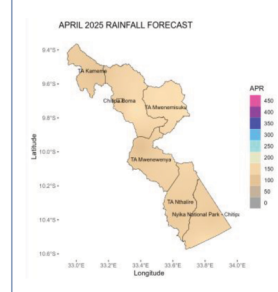 APRIL 2025 RAINFALL FORECAST
9.4°S
9.6°S
9.8°S
10.0°S
10.2°S
10.4°S
10.6°S
Latitude
TA Kameme
Boma
TA Mwenemisuku
TA Mwenewenya
TA Nthalire
Nyika National Park - Chitipa
33.0°E 33.2°E 33.4°E 33.6°E 33.8°E 34.0°E
Longitude
APR
450
400
350
300
250
200
150
100
50
0